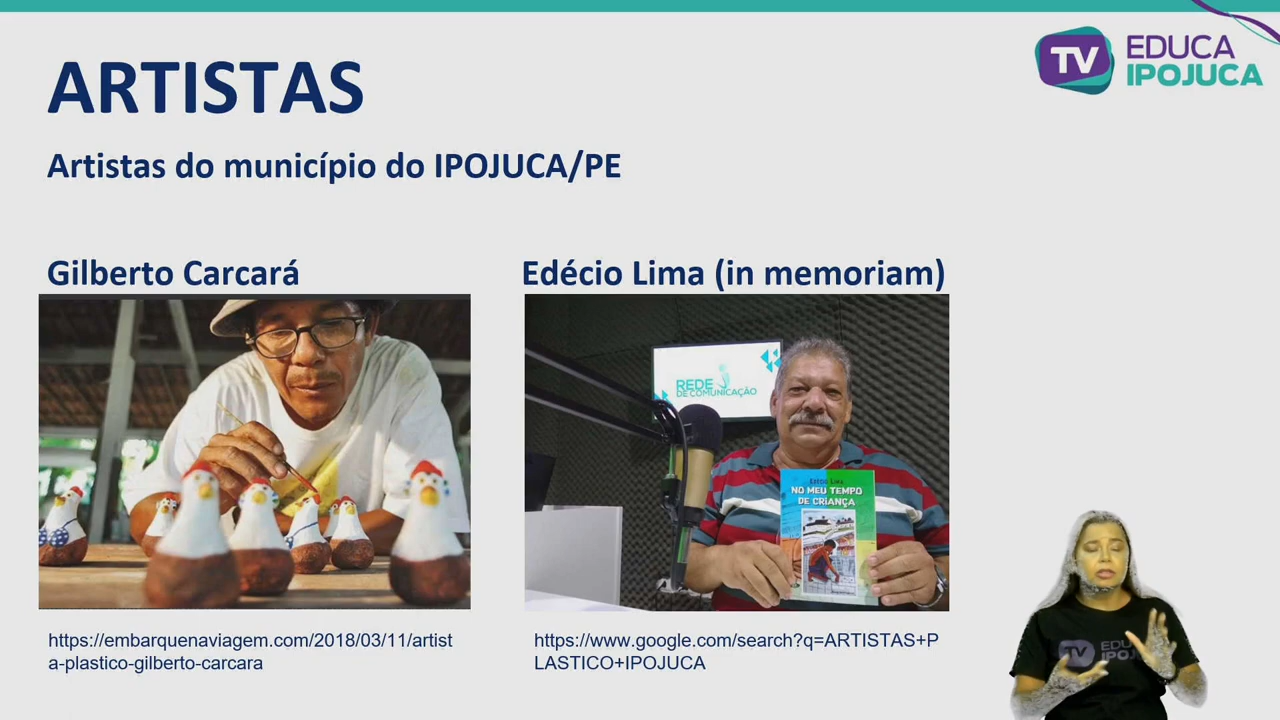 ARTISTAS
TV EDUCA
IPOJUCA
Artistas do município do IPOJUCA/PE
Gilberto Carcará
Edécio Lima (in memoriam)
REDE
DE COMUNICAÇÃO
EDÉCIO LIMA
NO MEU TEMPO
DE CRIANÇA
https://embarquenaviagem.com/2018/03/11/artist
a-plastico-gilberto-carcara
https://www.google.com/search?q=ARTISTAS+P
LASTICO+IPOJUCA
TV